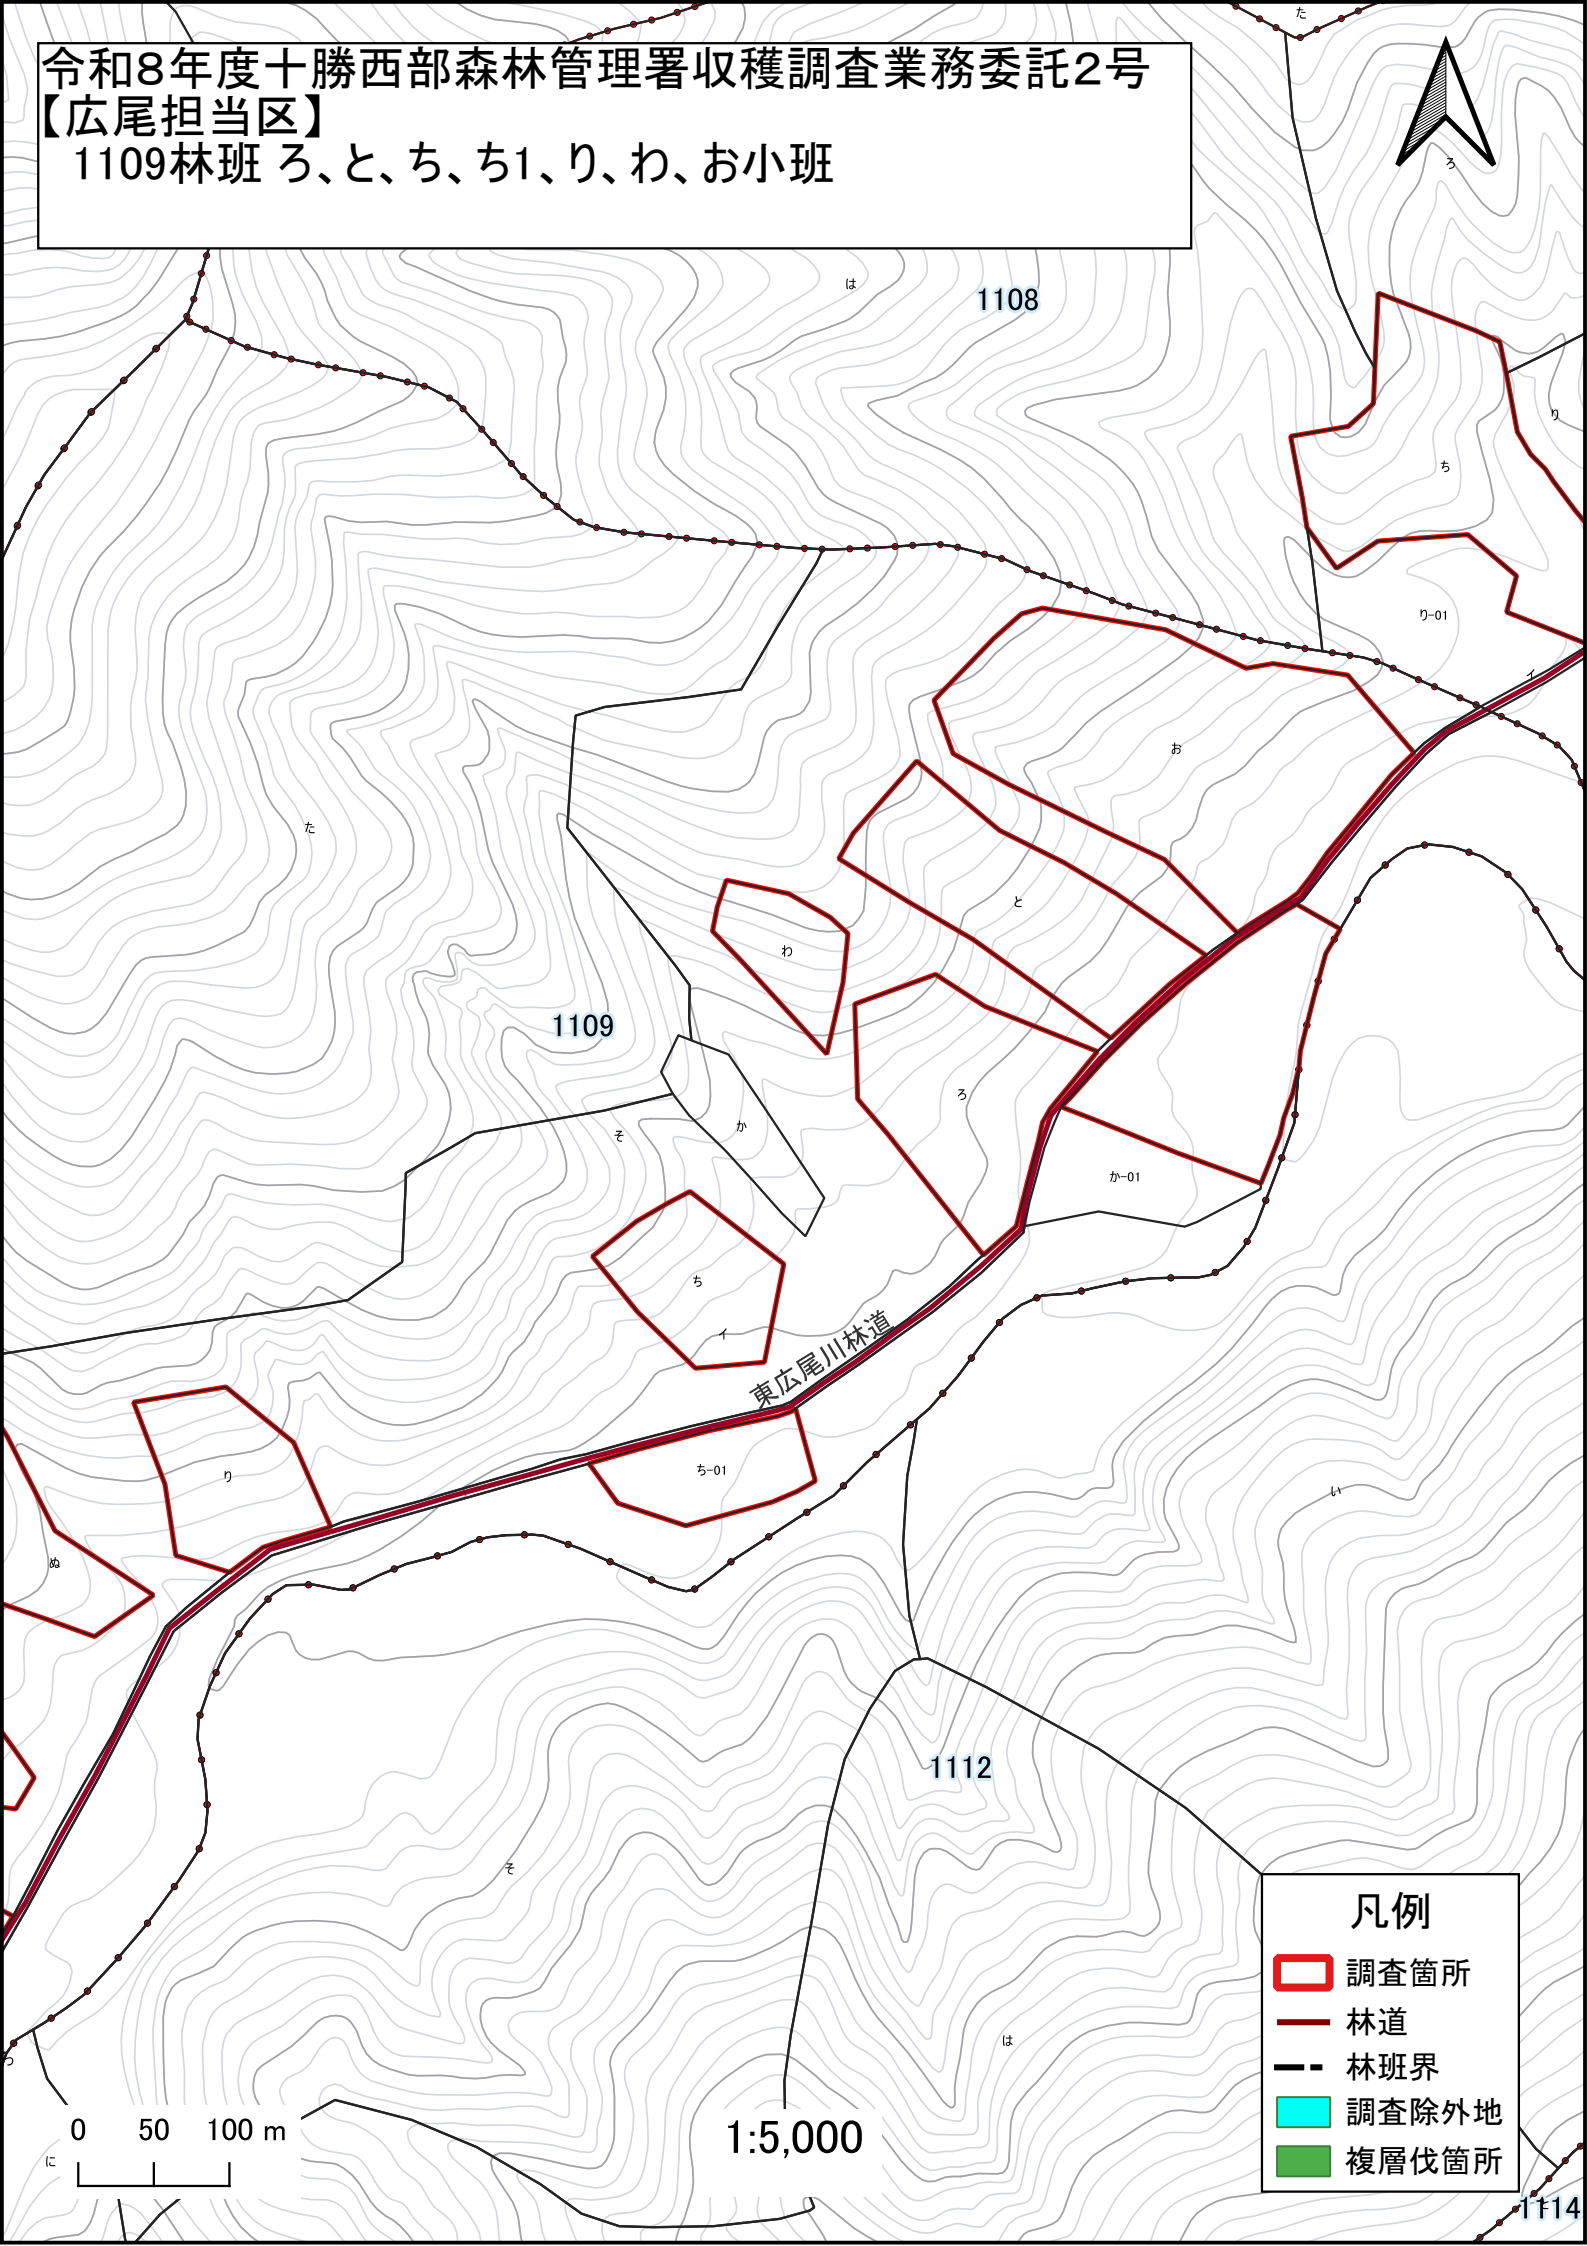 令和８年度十勝西部森林管理署収穫調査業務委託２号
【広尾担当区】
1109林班 ろ、と、ち、ち1、り、わ、お小班
た
ろ
は
1108
り
ち
り-01
イ
お
た
と
わ
1109
ろ
か
そ
か-01
ち
イ
東広尾川林道
り
ち-01
い
ぬ
1112
そ
は
凡例
調査箇所
林道
林班界
調査除外地
複層伐箇所
0 50 100 m
1:5,000
に
1114